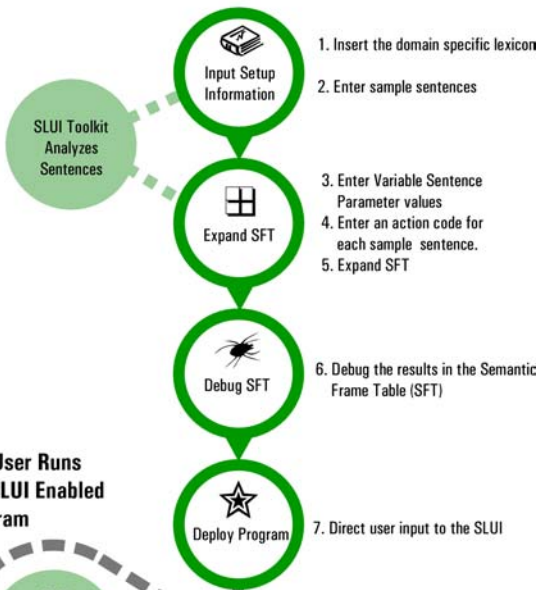 1. Insert the domain specific lexicon
Input Setup
Information
2. Enter sample sentences
SLUI Toolkit
Analyzes
Sentences
3. Enter Variable Sentence
Parameter values
4. Enter an action code for
each sample sentence.
5. Expand SFT
Expand SFT
6. Debug the results in the Semantic
Frame Table (SFT)
Debug SFT
User Runs
SLUI Enabled
ram
Deploy Program
7. Direct user input to the SLUI